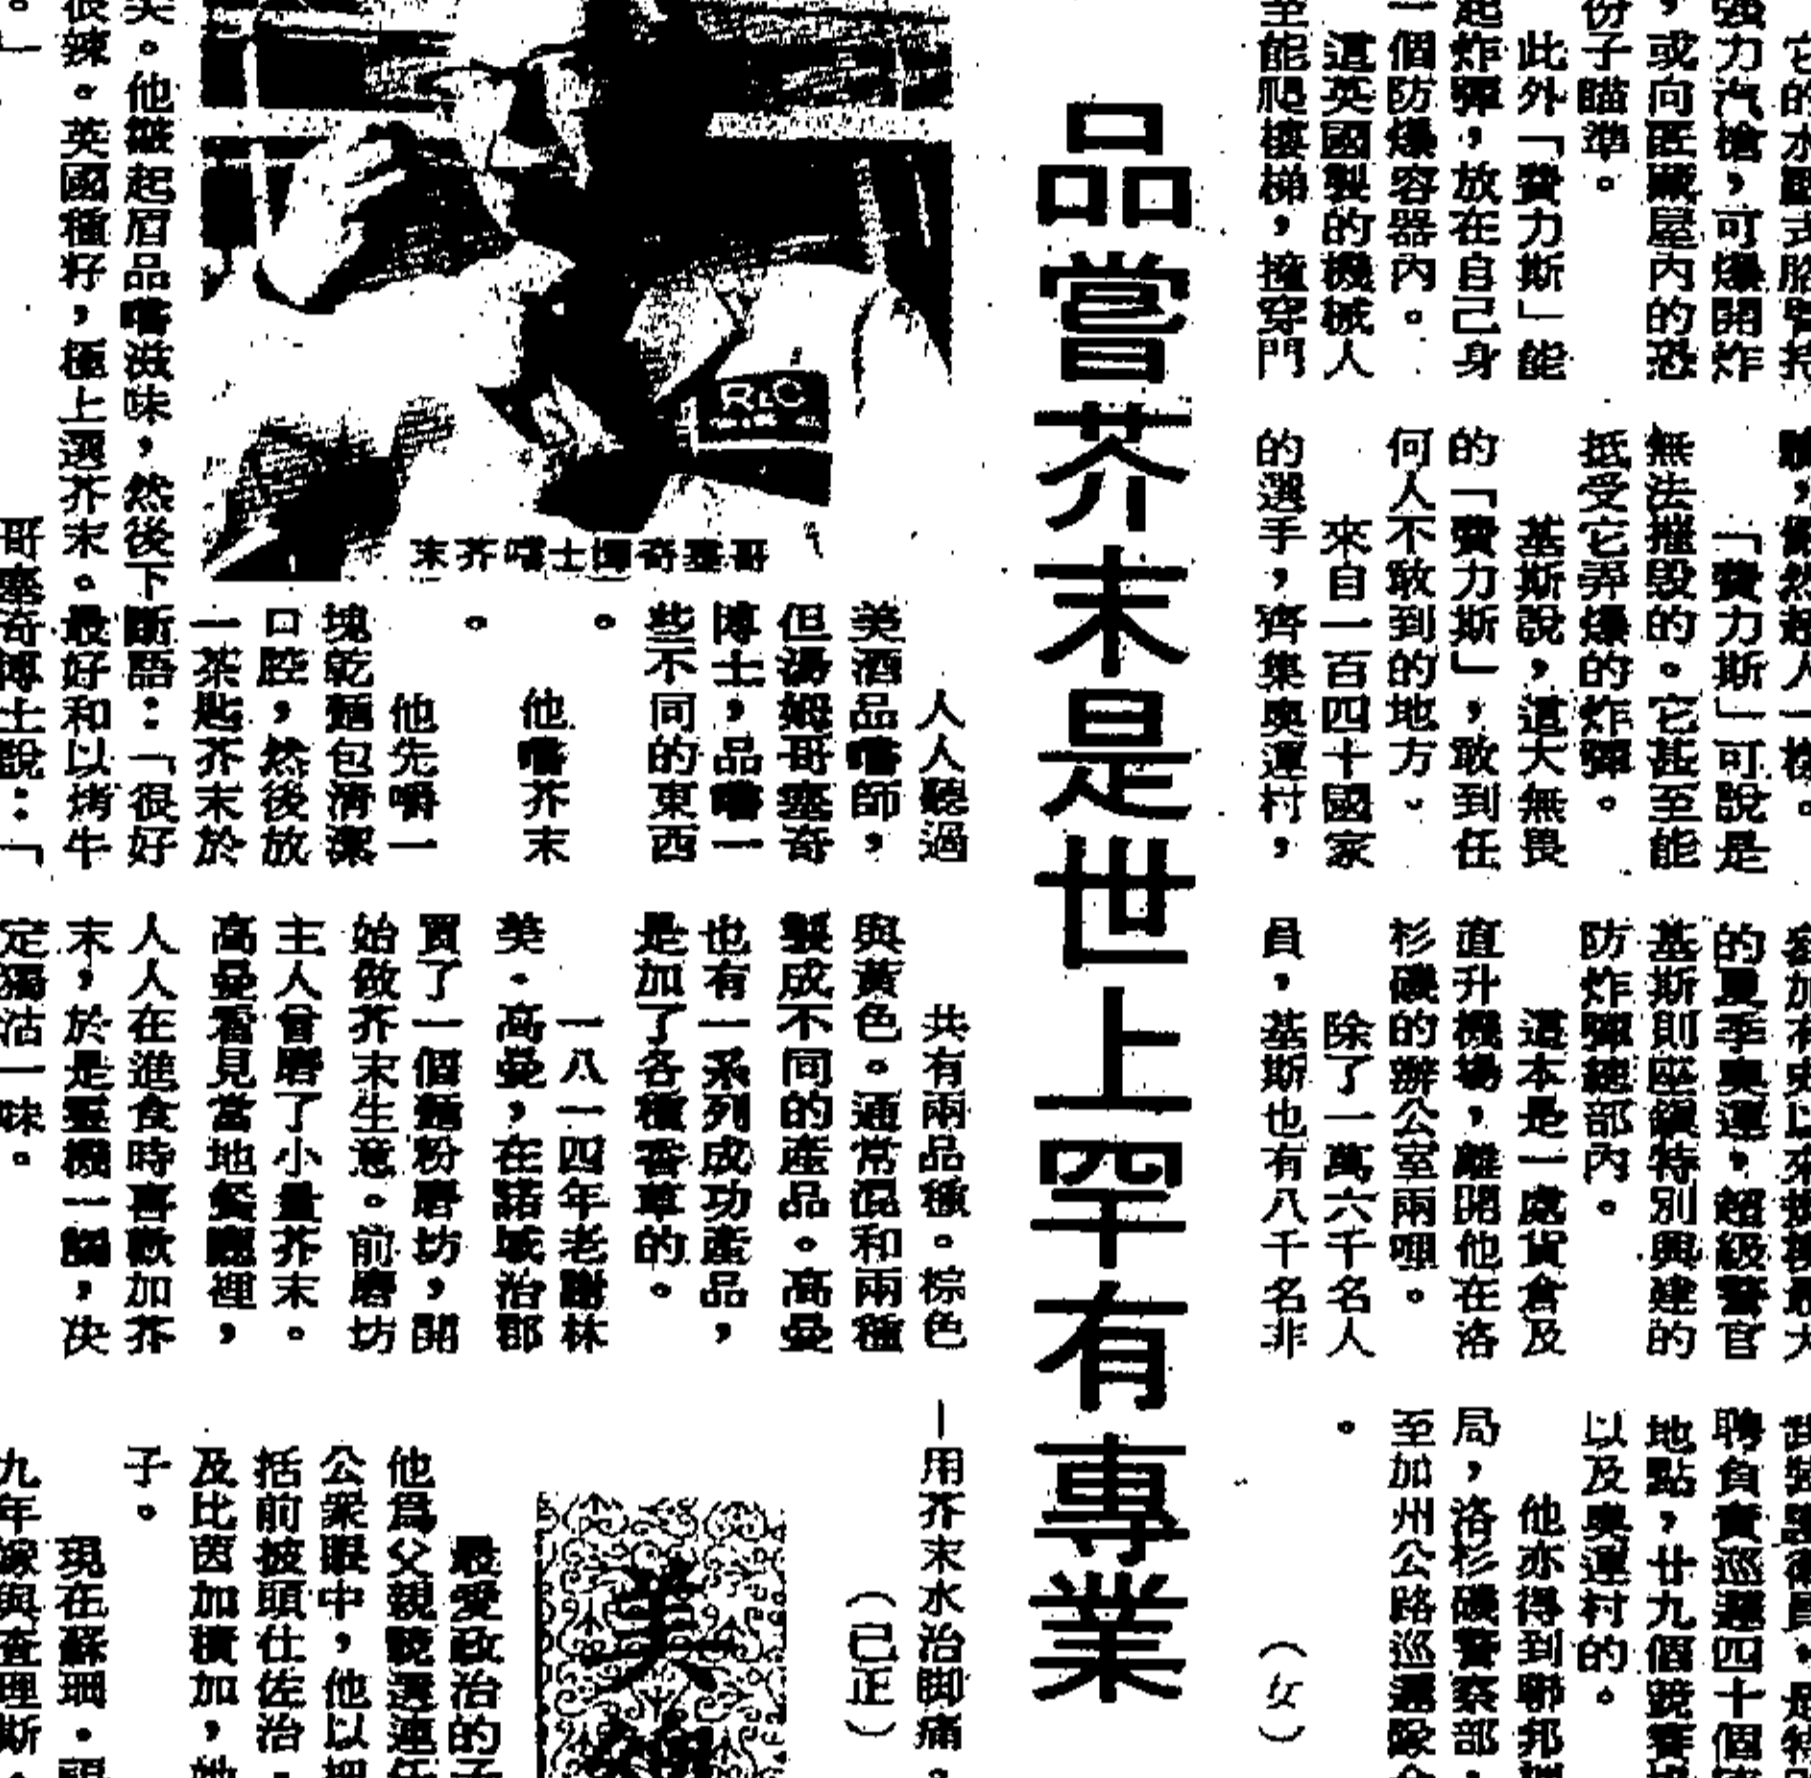 品嘗芥末是世上罕有專業
人人聽過
美酒品嚐師，
但湯姆哥塞奇
博士，品嚐一
些不同的東西
。
他嚐芥末
。
他先嚼一
塊乾麵包清潔
口腔，然後放
一茶匙芥末於
哥塞奇博士嚐芥末
RLC
。他皺起眉品嚐滋味，然後下
斷語：「很好
很辣。英國種籽，極上選芥末。最好和以烤牛
哥塞奇博士說：「
共有兩品種。棕色
與黃色。通常混和兩種
製成不同的產品。高曼
也有一系列成功產品，
是加了各種香草的。
一八一四年老謝林
美．高曼，在諾城治郡
買了一個麵粉磨坊，開
始做芥末生意。前磨坊
主人曾磨了小量芥末。
高曼看見當地餐廳裡，
人人在進食時喜歡加芥
末，於是靈機一觸，決
定獨沽一味。
—用芥末水治脚痛，
（己正）
強力汽槍，可爆開炸
，或向匿藏屋內的恐
份子瞄準。
此外「費力斯」能
起炸彈，放在自己身
一個防爆容器內。
這英國製的機械人
至能爬樓梯，撞穿門
「費力斯」可說是
無法摧毀的。它甚至能
抵受它弄爆的炸彈。
基斯說，這大無畏
的「費力斯」，敢到任
何人不敢到的地方．
來自一百四十國家
的選手，齊集奧運村，
的夏季奧運，超級警官
基斯則座鎮特別興建的
防炸彈總部內。
這本是一處貨倉及
直升機場，離開他在洛
杉磯的辦公室兩哩。
除了一萬六千名人
員，基斯也有八千名非
聘負責巡邏四十個
地點，廿九個競賽場
以及奧運村的。
他亦得到聯邦調
局，洛杉磯警察部，
至加州公路巡邏隊
。
（女）
最愛政治的
他爲父親競選連任
公衆眼中，他以把
括前披頭仕佐治．
及比茵加積加，她
子。
現在蘇珊．福
九年嫁與查理斯．
美